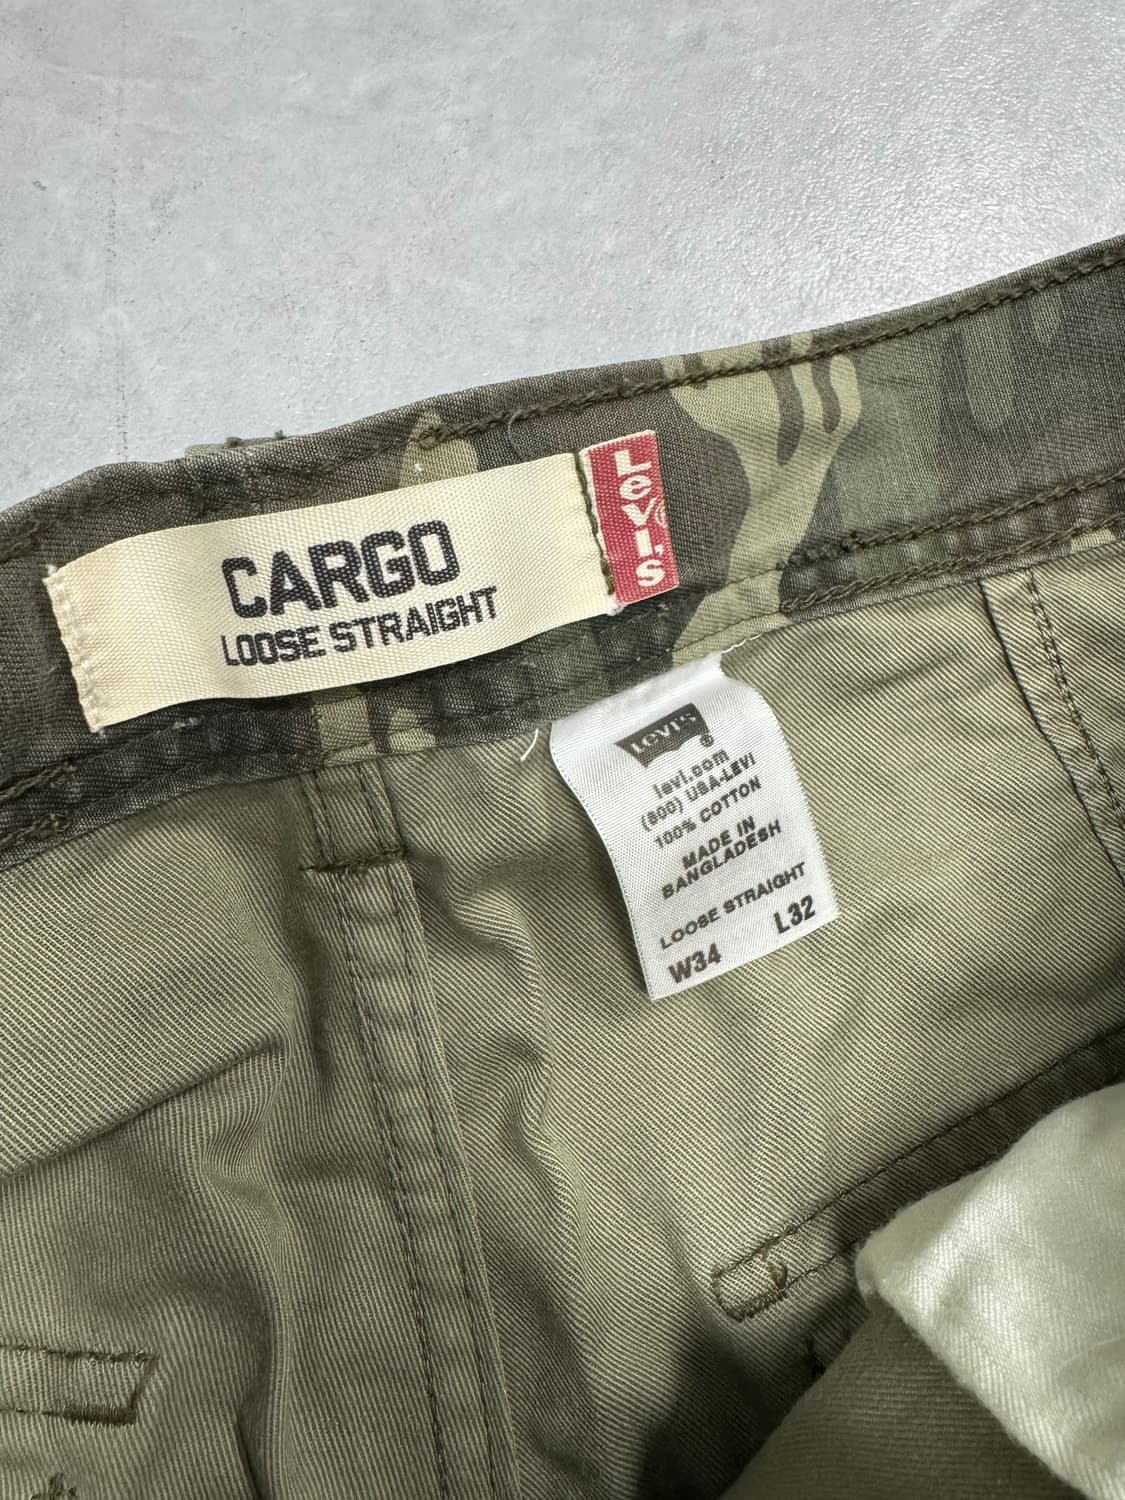 CARGO
LOOSE STRAIGHT
Levi's®
Levi's®
levi.com
(800) USA-LEVI
100% COTTON
MADE IN
BANGLADESH
LOOSE STRAIGHT
W34 L32